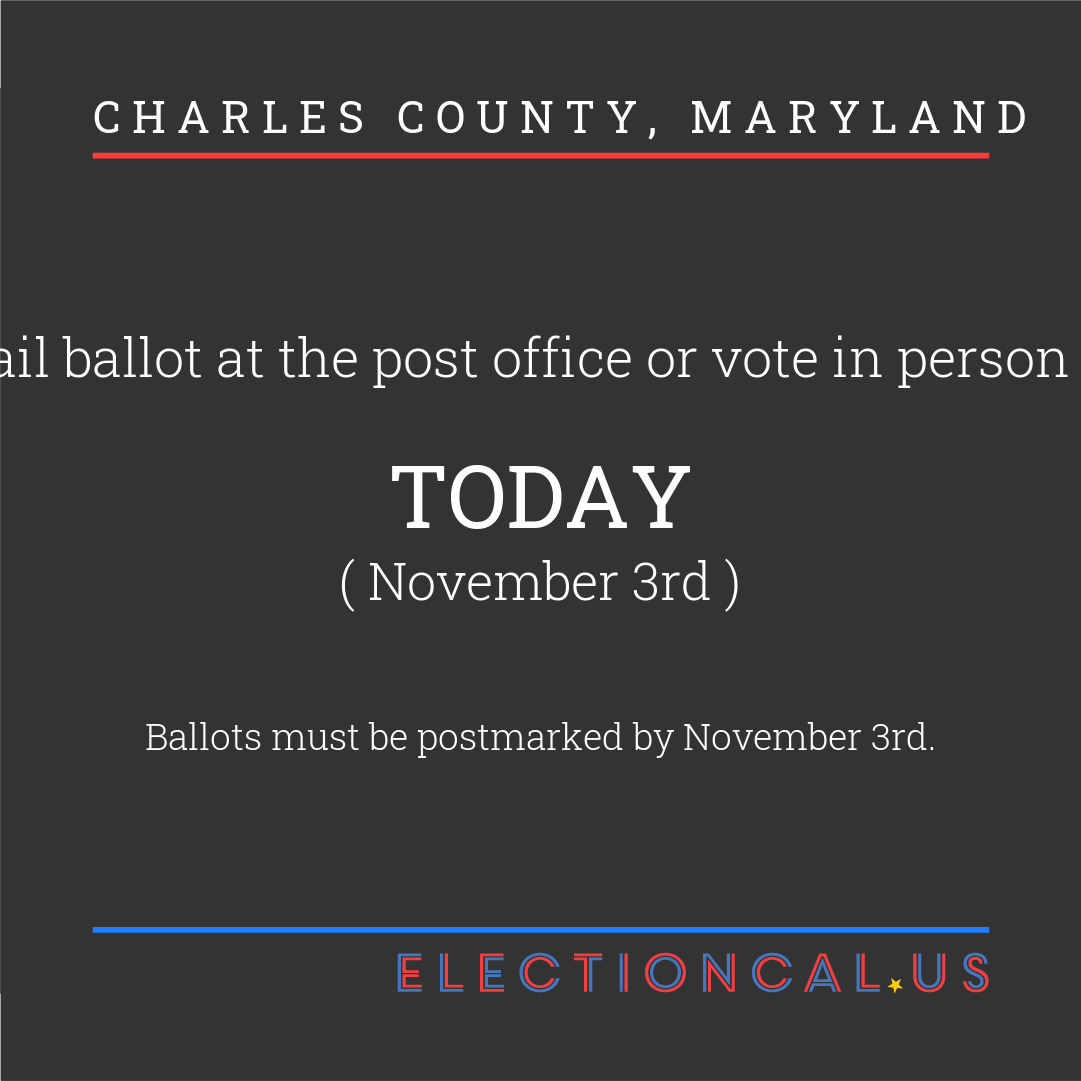 CHARLES COUNTY, MARYLAND
ail ballot at the post office or vote in person
TODAY
( November 3rd )
Ballots must be postmarked by November 3rd.
ELECTIONCAL.US